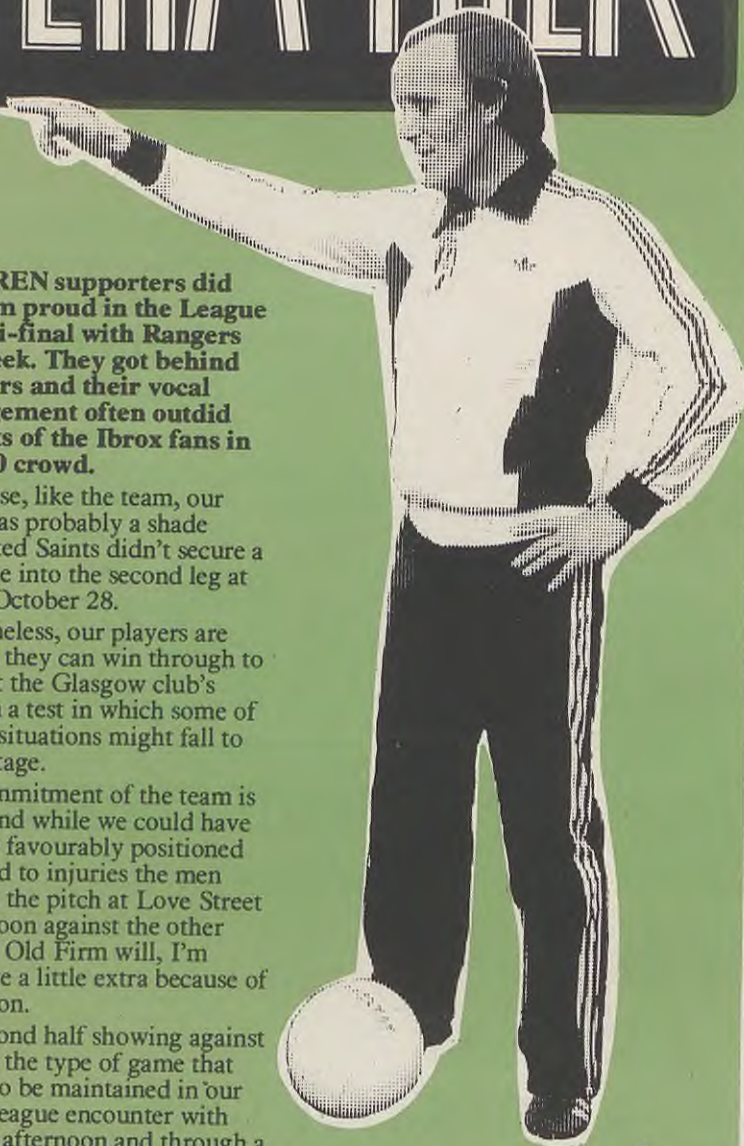 REN supporters did
m proud in the League
i-final with Rangers
eek. They got behind
rs and their vocal
ement often outdid
ts of the Ibrox fans in
0 crowd.
se, like the team, our
as probably a shade
ted Saints didn't secure a
e into the second leg at
October 28.
eless, our players are
they can win through to
t the Glasgow club's
n a test in which some of
situations might fall to
tage.
mmitment of the team is
nd while we could have
favourably positioned
d to injuries the men
the pitch at Love Street
oon against the other
Old Firm will, I'm
e a little extra because of
on.
ond half showing against
the type of game that
o be maintained in our
eague encounter with
afternoon and through a